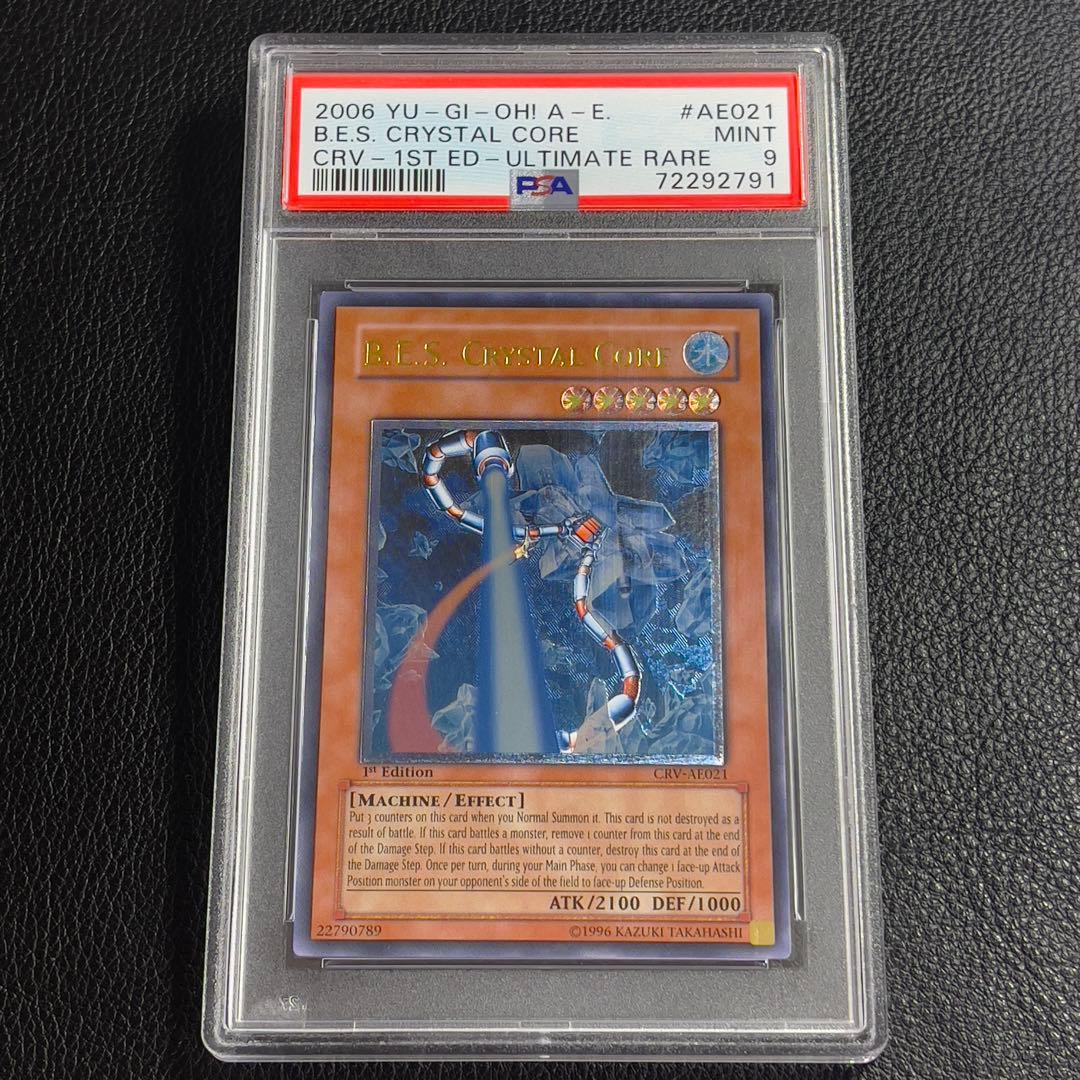 2006 YU-GI-OH! A-E. #AE021
B.E.S. CRYSTAL CORE MINT
CRV-1ST ED-ULTIMATE RARE 9
PSA 72292791
B.E.S. Crystal Core
水
1st Edition CRV-AE021
[Machine/Effect]
Put 3 counters on this card when you Normal Summon it. This card is not destroyed as a
result of battle. If this card battles a monster, remove 1 counter from this card at the end
of the Damage Step. If this card battles without a counter, destroy this card at the end of
the Damage Step. Once per turn, during your Main Phase, you can change 1 face-up Attack
Position monster on your opponent's side of the field to face-up Defense Position.
ATK/2100 DEF/1000
22790789 ©1996 KAZUKI TAKAHASHI